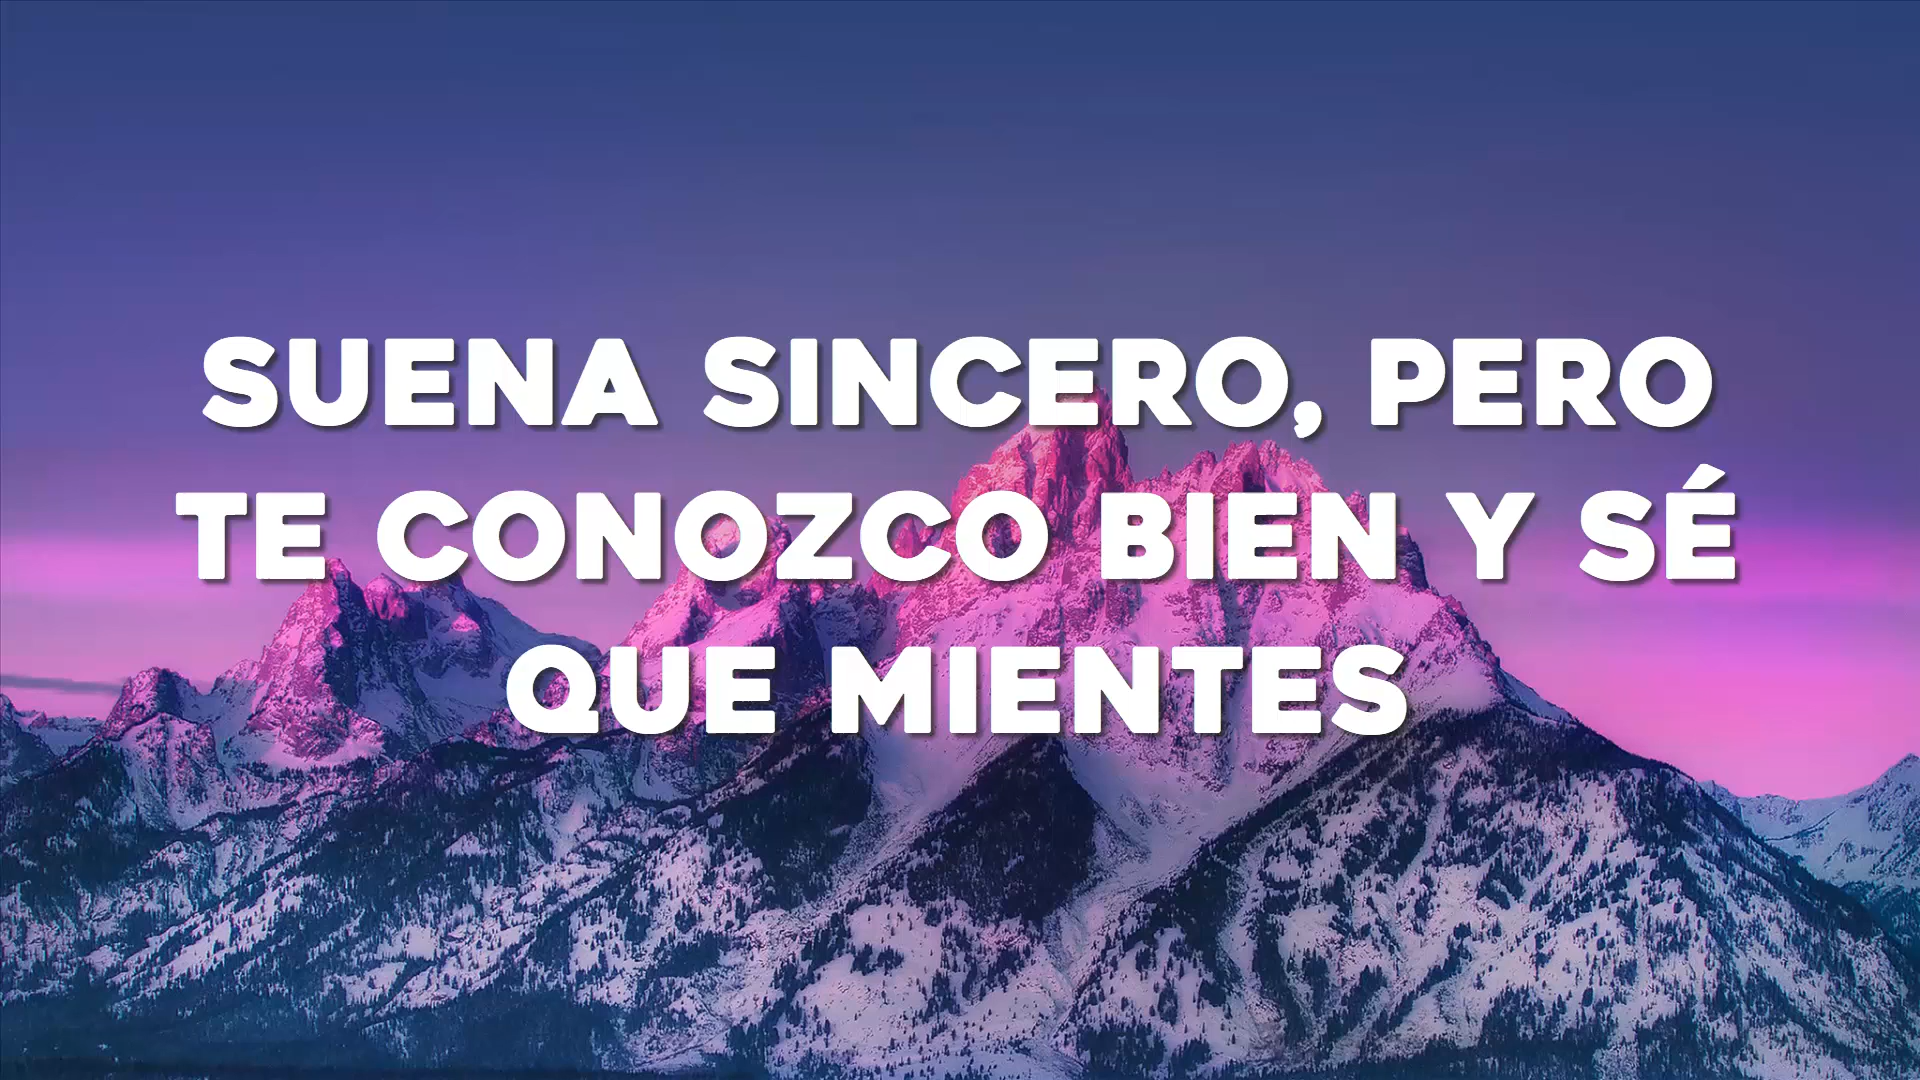 SUENA SINCERO, PERO
TE CONOZCO BIEN Y SÉ
QUE MIENTES